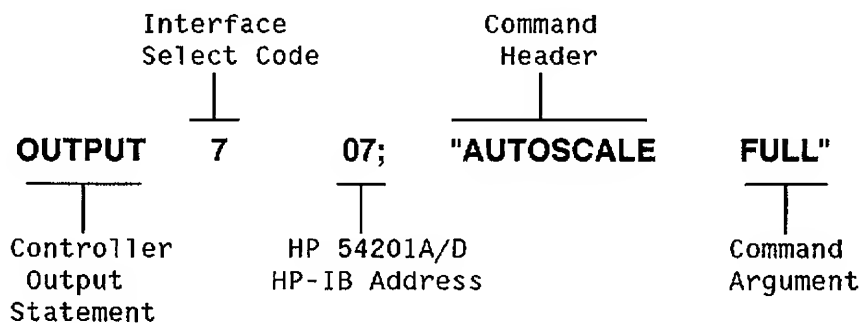 Interface Command
Select Code Header
OUTPUT 7 07; "AUTOSCALE FULL"
Controller HP 54201A/D Command
Output HP-IB Address Argument
Statement